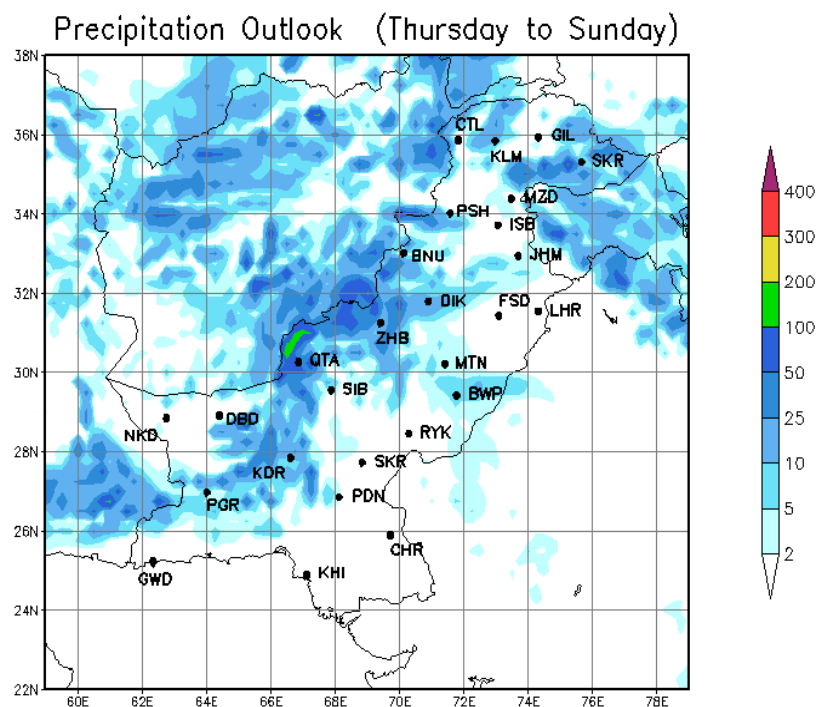 Precipitation Outlook (Thursday to Sunday)
38N
36N
34N
32N
30N
28N
26N
24N
22N
CTL
GIL
KLM
SKR
MZD
PSH
ISB
BNU
JHM
DIK
FSD
LHR
ZHB
QTA
MTN
SIB
BWP
DBD
NKD
RYK
KDR
SKR
PGR
PDN
CHR
GWD
KHI
60E 62E 64E 66E 68E 70E 72E 74E 76E 78E
400
300
200
100
50
25
10
5
2